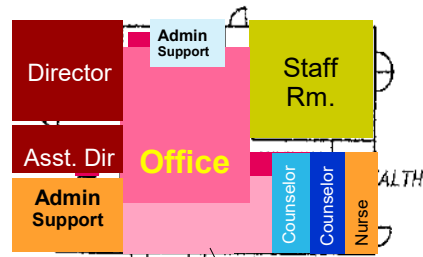 Admin
Support
Director
Staff
Rm.
Asst. Dir
Office
Admin
Support
Counselor
Counselor
Nurse
ALTH